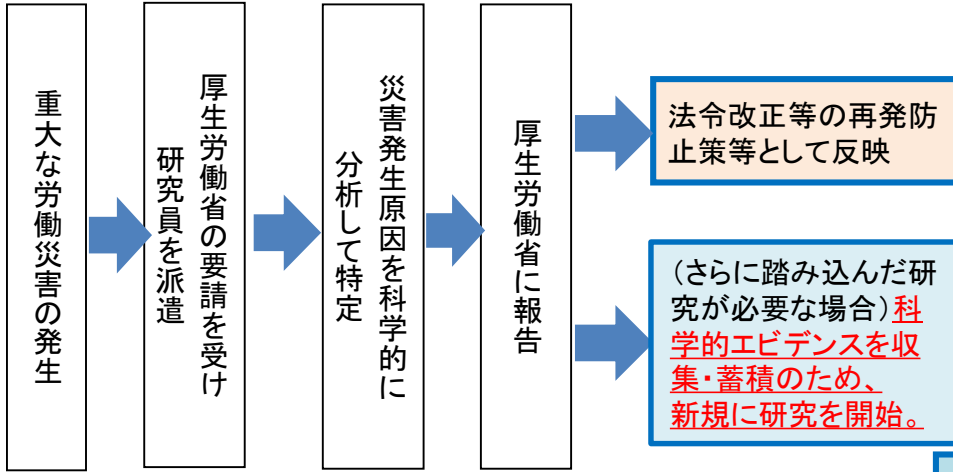 重大な労働災害の発生
厚生労働省の要請を受け
研究員を派遣
災害発生原因を科学的に
分析して特定
厚生労働省に報告
法令改正等の再発防
止策等として反映
（さらに踏み込んだ研
究が必要な場合）科
学的エビデンスを収
集・蓄積のため、
新規に研究を開始。